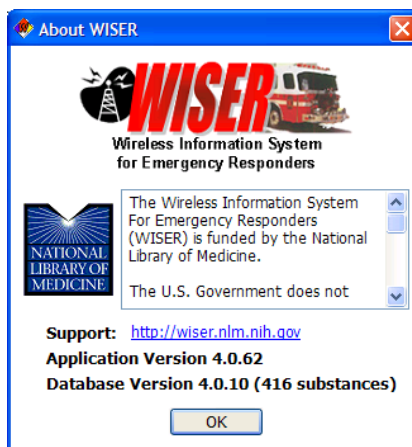 About WISER
WISER
Wireless Information System
for Emergency Responders
NATIONAL
LIBRARY OF
MEDICINE
The Wireless Information System
For Emergency Responders
(WISER) is funded by the National
Library of Medicine.
The U.S. Government does not
Support: http://wiser.nlm.nih.gov
Application Version 4.0.62
Database Version 4.0.10 (416 substances)
OK